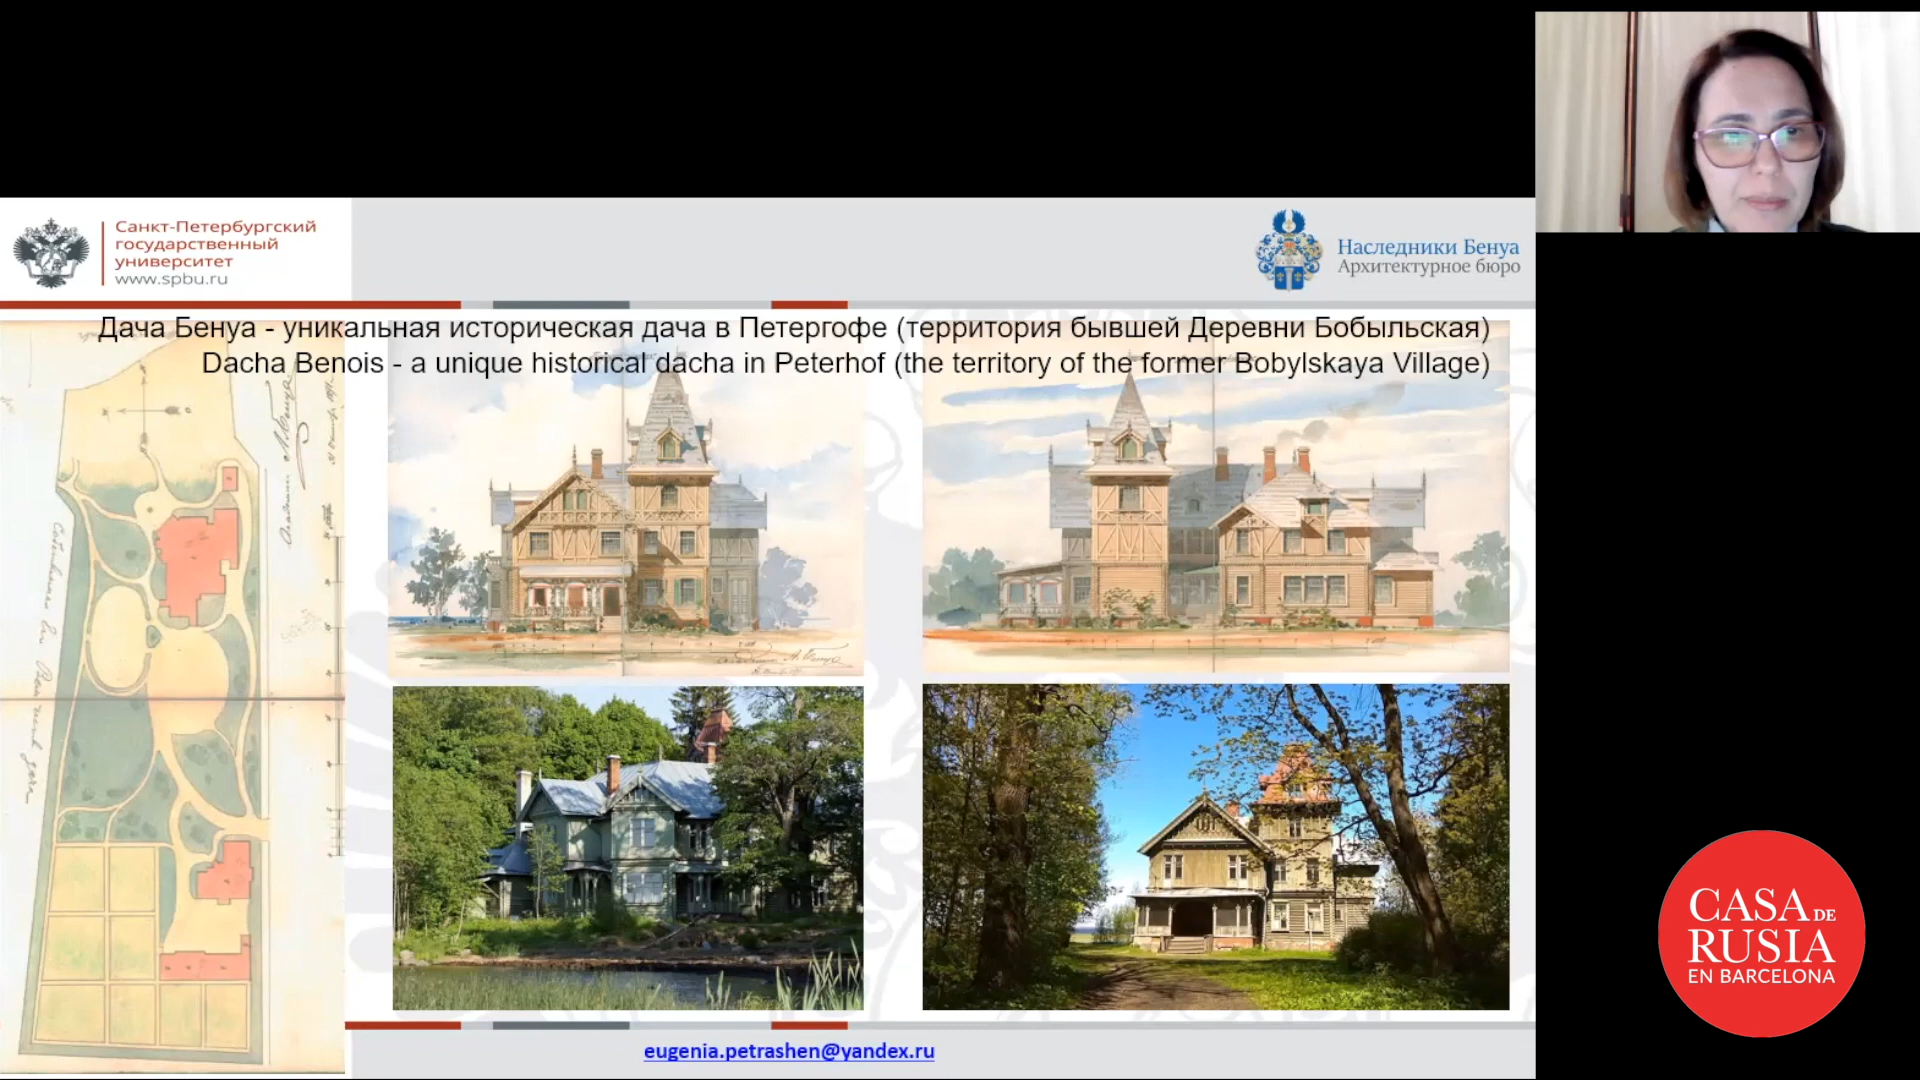 Санкт-Петербургский
государственный
университет
www.spbu.ru
Наследники Бенуа
Архитектурное бюро
Дача Бенуа - уникальная историческая дача в Петергофе (территория бывшей Деревни Бобыльская)
Dacha Benois - a unique historical dacha in Peterhof (the territory of the former Bobylskaya Village)
eugenia.petrashen@yandex.ru
CASA DE
RUSIA
EN BARCELONA